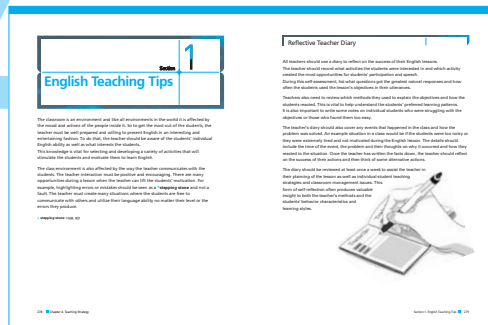 Section 1
English Teaching Tips
The classroom is an environment and like all environments in the world it is affected by
the mood and actions of the people inside it. So to get the most out of the students, the
teacher must be well prepared and willing to present English in an interesting and
entertaining fashion. To do that, the teacher should be aware of the students' individual
English ability as well as what interests the students.
This knowledge is vital for selecting and developing a variety of activities that will
stimulate the students and motivate them to learn English.
The class environment is also affected by the way the teacher communicates with the
students. The teacher interaction must be positive and encouraging. There are many
opportunities during a lesson when the teacher can lift the students' motivation. For
example, highlighting errors or mistakes should be seen as a *stepping stone and not a
fault. The teacher must create many situations where the students are free to
communicate with others and utilize their language ability no matter their level or the
errors they produce.
stepping stone
Chapter 4. Teaching Strategy
Reflective Teacher Diary
All teachers should use a diary to reflect on the success of their English lessons.
The teacher should record what activities the students were interested in and which activity
created the most opportunities for students' participation and speech.
During this self-assessment, list what questions got the greatest natural responses and how
often the students used the lesson's objectives in their utterances.
Teachers also need to review which methods they used to explain the objectives and how the
students reacted. This is vital to help understand the students' preferred learning patterns.
It is also important to write some notes on individual students who were struggling with the
objectives or those who found them too easy.
The teacher's diary should also cover any events that happened in the class and how the
problem was solved. An example situation in a class would be if the students were too noisy or
they were extremely tired and not motivated during the English lesson. The details should
include the time of the event, the problem and their thoughts on why it occurred and how they
reacted to the situation. Once the teacher has written the facts down, the teacher should reflect
on the success of their actions and then think of some alternative actions.
The diary should be reviewed at least once a week to assist the teacher in
their planning of the lesson as well as individual student teaching
strategies and classroom management issues. This
form of self-reflection often produces valuable
insight to both the teacher's methods and the
students' behavior characteristics and
learning styles.
Section 1. English Teaching Tips